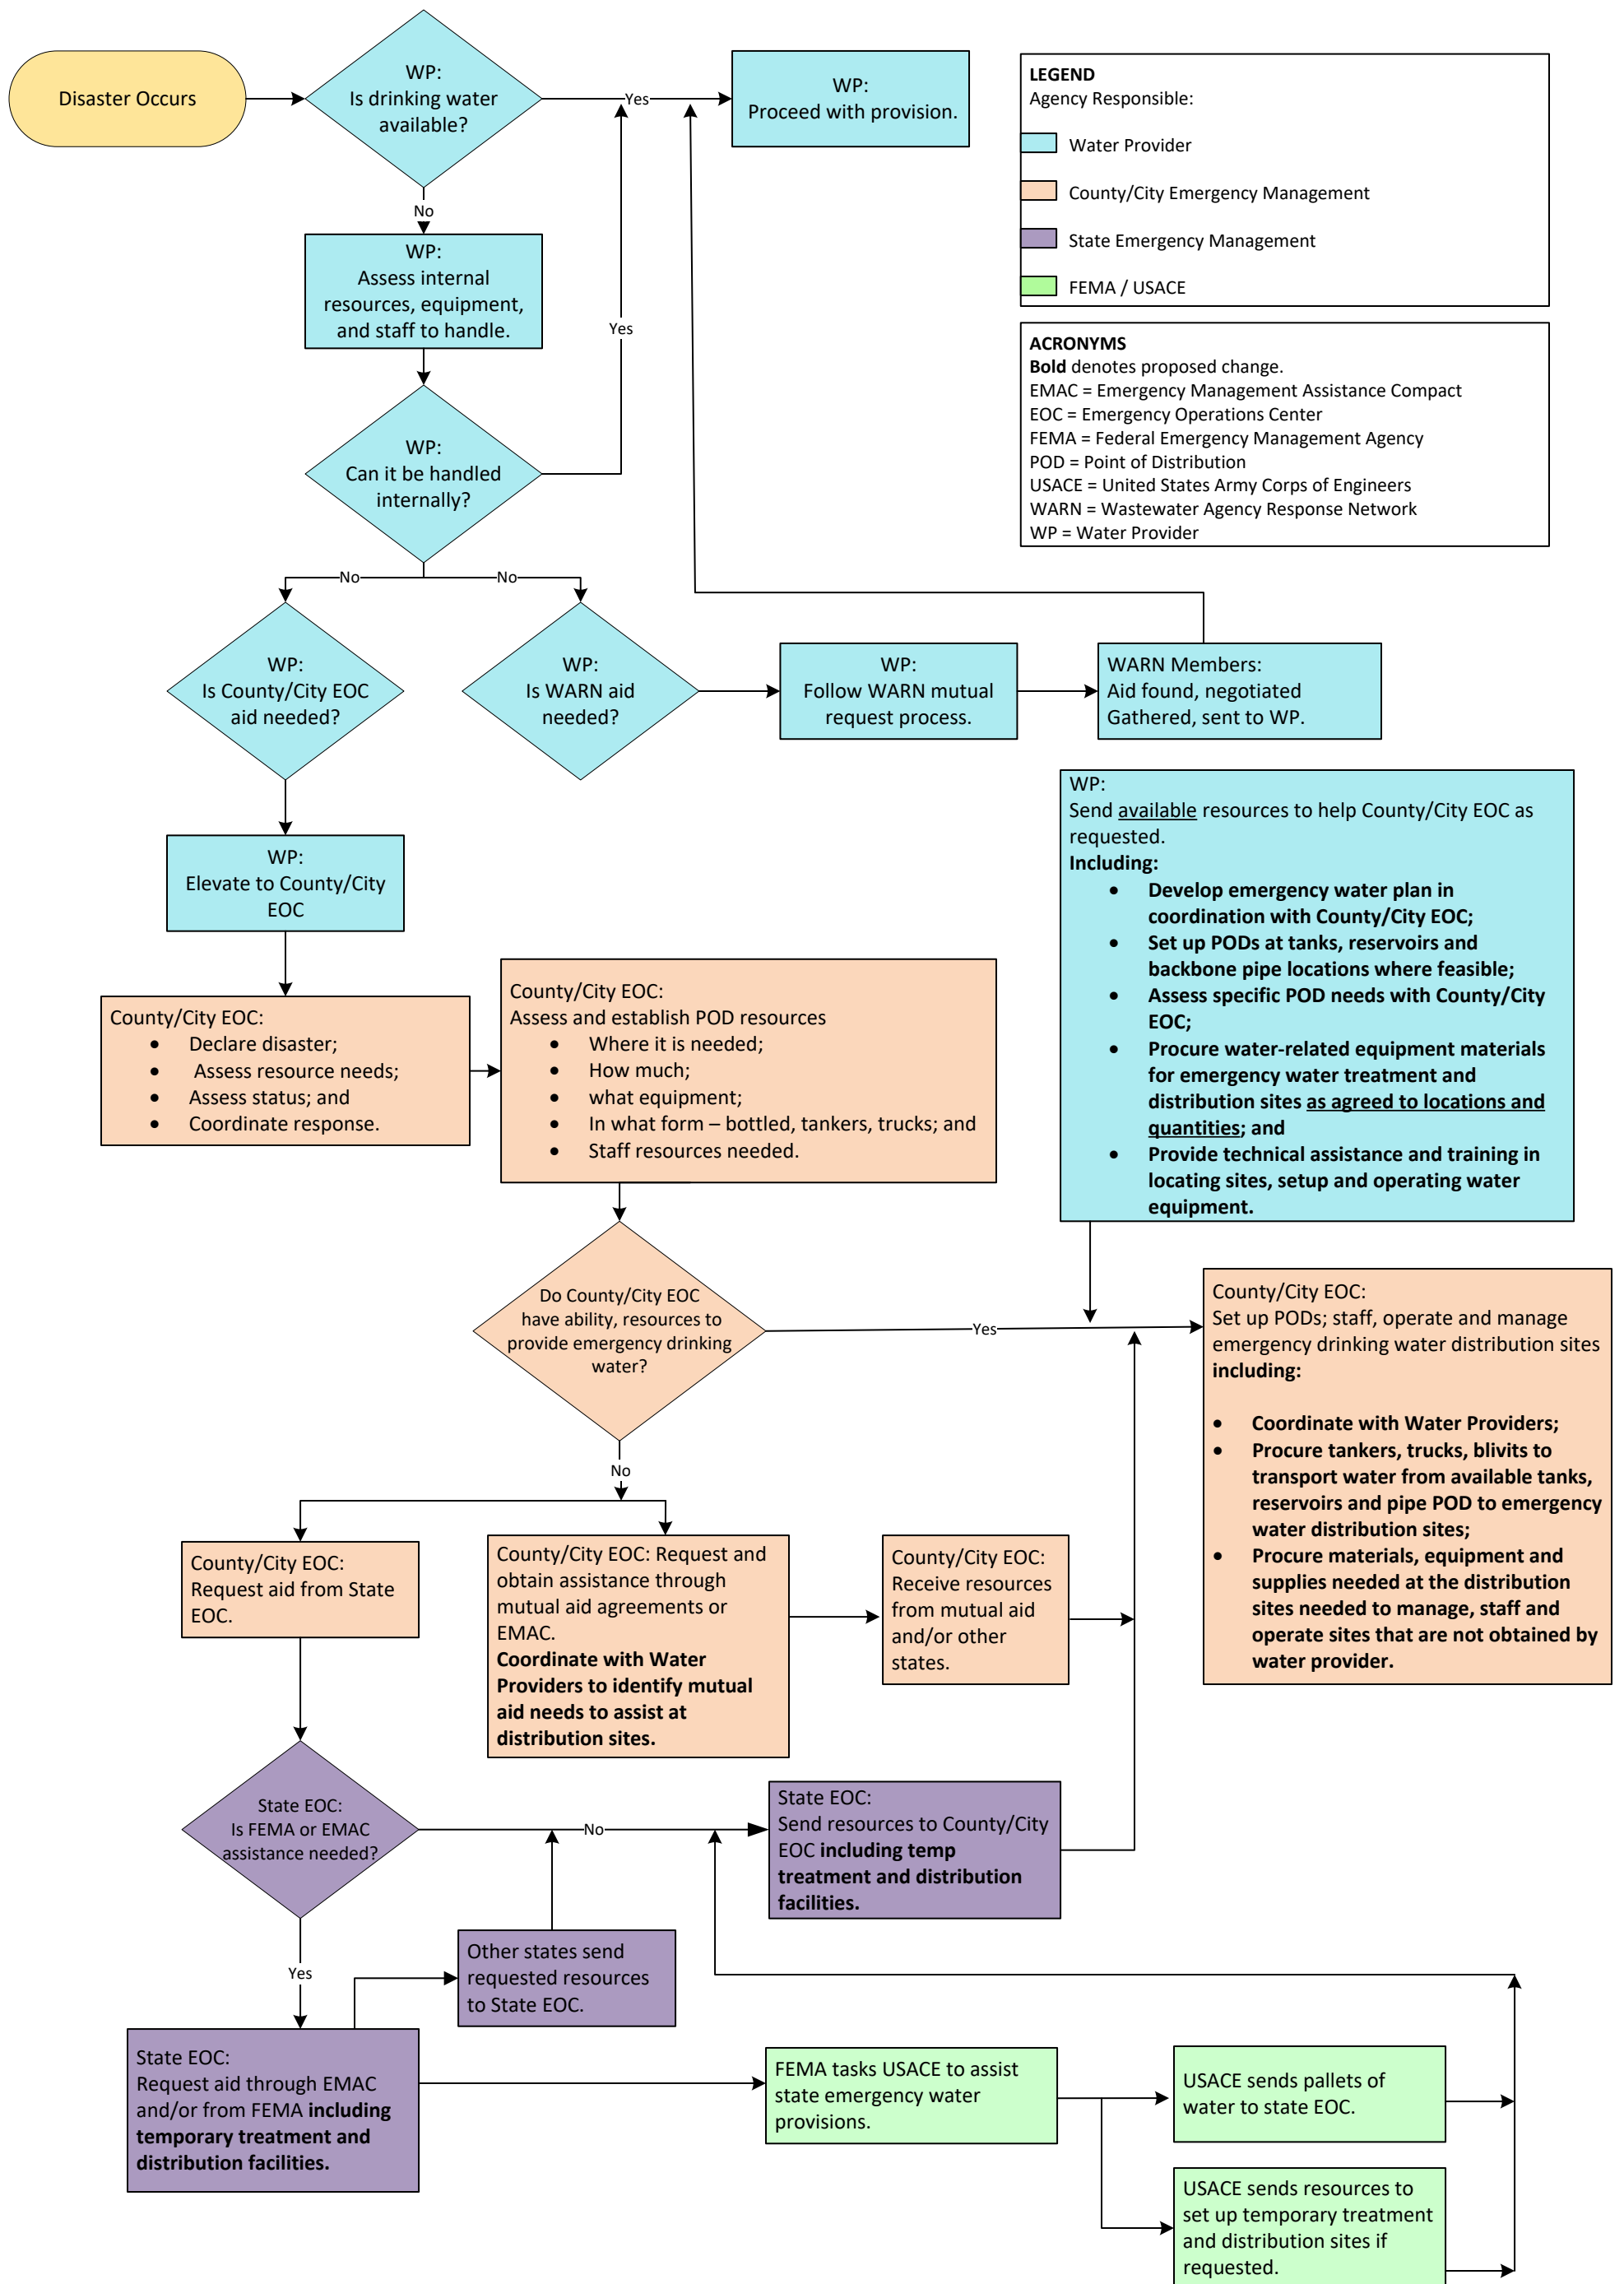 Disaster Occurs
WP:
Is drinking water
available?
Yes
WP:
Proceed with provision.
LEGEND
Agency Responsible:
Water Provider
County/City Emergency Management
State Emergency Management
FEMA / USACE
No
WP:
Assess internal
resources, equipment,
and staff to handle.
Yes
ACRONYMS
Bold denotes proposed change.
EMAC = Emergency Management Assistance Compact
EOC = Emergency Operations Center
FEMA = Federal Emergency Management Agency
POD = Point of Distribution
USACE = United States Army Corps of Engineers
WARN = Wastewater Agency Response Network
WP = Water Provider
WP:
Can it be handled
internally?
No
No
WP:
Is County/City EOC
aid needed?
WP:
Is WARN aid
needed?
WP:
Follow WARN mutual
request process.
WARN Members:
Aid found, negotiated
Gathered, sent to WP.
WP:
Elevate to County/City
EOC
WP:
Send available resources to help County/City EOC as
requested.
Including:
• Develop emergency water plan in
coordination with County/City EOC;
• Set up PODs at tanks, reservoirs and
backbone pipe locations where feasible;
• Assess specific POD needs with County/City
EOC;
• Procure water-related equipment materials
for emergency water treatment and
distribution sites as agreed to locations and
quantities; and
• Provide technical assistance and training in
locating sites, setup and operating water
equipment.
County/City EOC:
• Declare disaster;
• Assess resource needs;
• Assess status; and
• Coordinate response.
County/City EOC:
Assess and establish POD resources
• Where it is needed;
• How much;
• what equipment;
• In what form – bottled, tankers, trucks; and
• Staff resources needed.
Do County/City EOC
have ability, resources to
provide emergency drinking
water?
Yes
County/City EOC:
Set up PODs; staff, operate and manage
emergency drinking water distribution sites
including:
• Coordinate with Water Providers;
• Procure tankers, trucks, blivits to
transport water from available tanks,
reservoirs and pipe POD to emergency
water distribution sites;
• Procure materials, equipment and
supplies needed at the distribution
sites needed to manage, staff and
operate sites that are not obtained by
water provider.
No
County/City EOC:
Request aid from State
EOC.
County/City EOC: Request and
obtain assistance through
mutual aid agreements or
EMAC.
Coordinate with Water
Providers to identify mutual
aid needs to assist at
distribution sites.
County/City EOC:
Receive resources
from mutual aid
and/or other
states.
State EOC:
Is FEMA or EMAC
assistance needed?
No
State EOC:
Send resources to County/City
EOC including temp
treatment and distribution
facilities.
Yes
Other states send
requested resources
to State EOC.
State EOC:
Request aid through EMAC
and/or from FEMA including
temporary treatment and
distribution facilities.
FEMA tasks USACE to assist
state emergency water
provisions.
USACE sends pallets of
water to state EOC.
USACE sends resources to
set up temporary treatment
and distribution sites if
requested.